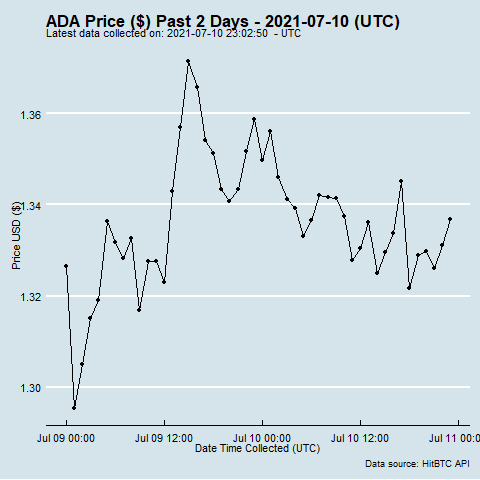 ADA Price ($) Past 2 Days - 2021-07-10 (UTC)
Latest data collected on: 2021-07-10 23:02:50  - UTC
1.36
1.34
1.32
1.30
Price USD ($)
Jul 09 00:00 Jul 09 12:00 Jul 10 00:00 Jul 10 12:00 Jul 11 00:
Date Time Collected (UTC)
Data source: HitBTC API